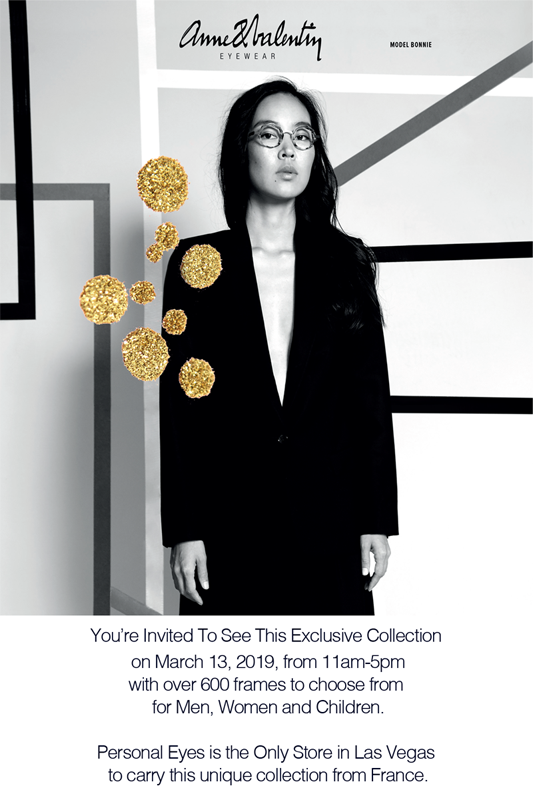 Anne & Valentin
EYEWEAR
MODEL BONNIE
You're Invited To See This Exclusive Collection
on March 13, 2019, from 11am-5pm
with over 600 frames to choose from
for Men, Women and Children.
Personal Eyes is the Only Store in Las Vegas
to carry this unique collection from France.